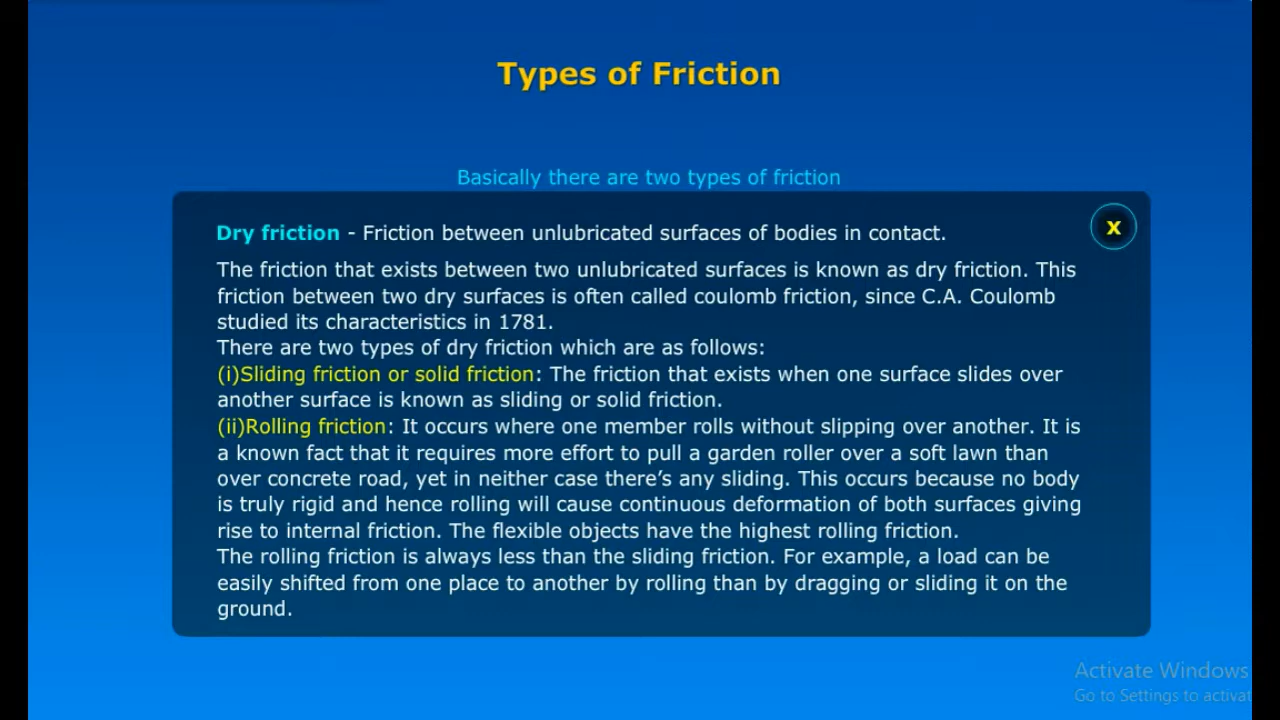 Types of Friction
Basically there are two types of friction
Dry friction - Friction between unlubricated surfaces of bodies in contact.
x
The friction that exists between two unlubricated surfaces is known as dry friction. This
friction between two dry surfaces is often called coulomb friction, since C.A. Coulomb
studied its characteristics in 1781.
There are two types of dry friction which are as follows:
(i)Sliding friction or solid friction: The friction that exists when one surface slides over
another surface is known as sliding or solid friction.
(ii)Rolling friction: It occurs where one member rolls without slipping over another. It is
a known fact that it requires more effort to pull a garden roller over a soft lawn than
over concrete road, yet in neither case there’s any sliding. This occurs because no body
is truly rigid and hence rolling will cause continuous deformation of both surfaces giving
rise to internal friction. The flexible objects have the highest rolling friction.
The rolling friction is always less than the sliding friction. For example, a load can be
easily shifted from one place to another by rolling than by dragging or sliding it on the
ground.
Activate Windows
Go to Settings to activat